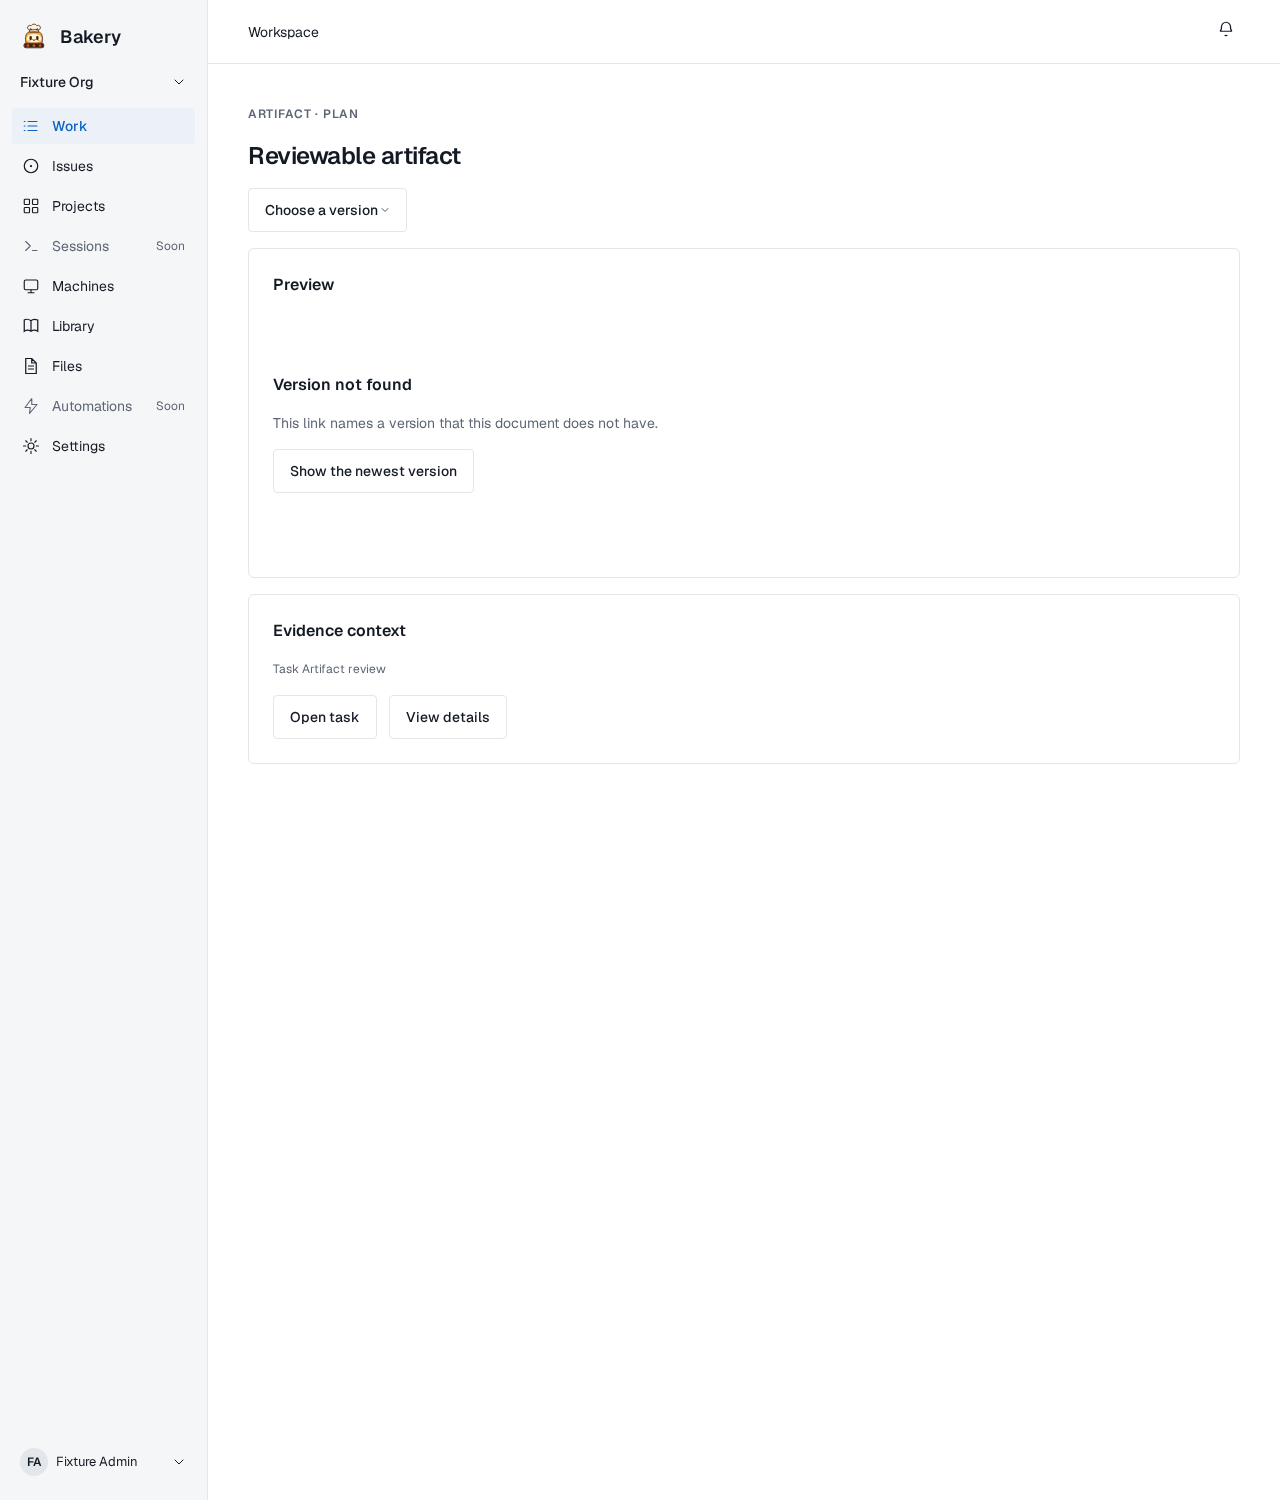 Bakery
Fixture Org
Work
Issues
Projects
Sessions Soon
Machines
Library
Files
Automations Soon
Settings
FA Fixture Admin
Workspace
ARTIFACT · PLAN
Reviewable artifact
Choose a version
Preview
Version not found
This link names a version that this document does not have.
Show the newest version
Evidence context
Task Artifact review
Open task View details